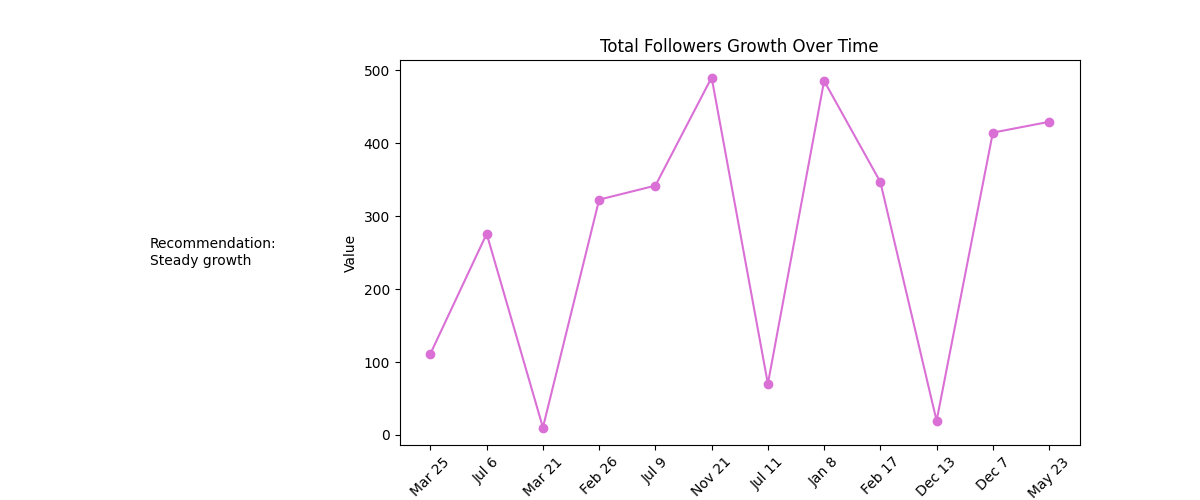 Total Followers Growth Over Time
500
400
300
200
100
0
Value
Recommendation:
Steady growth
Mar 25
Jul 6
Mar 21
Feb 26
Jul 9
Nov 21
Jul 11
Jan 8
Feb 17
Dec 13
Dec 7
May 23